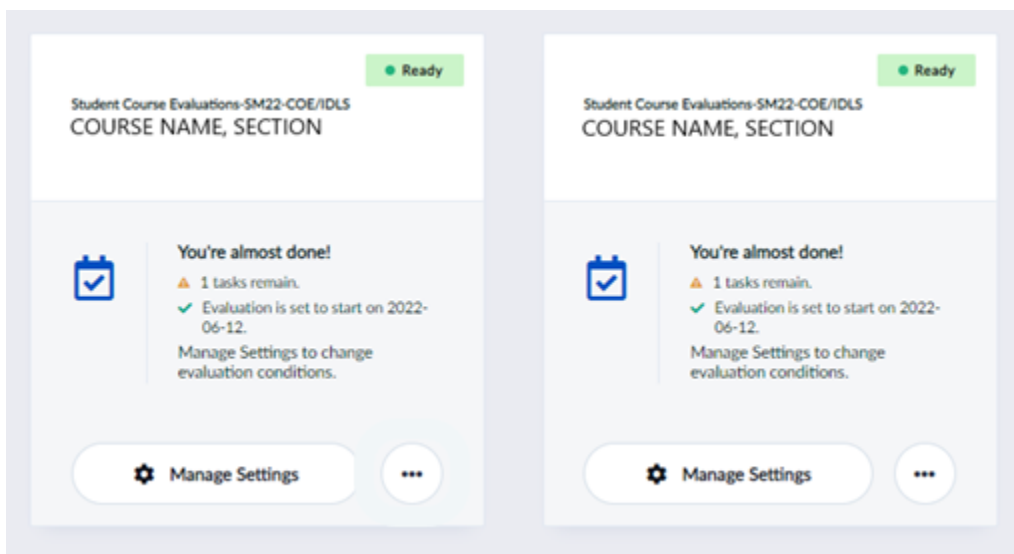 Ready
Student Course Evaluations-SM22-COE/IDLS
COURSE NAME, SECTION
You're almost done!
1 tasks remain.
Evaluation is set to start on 2022-
06-12.
Manage Settings to change
evaluation conditions.
Manage Settings
Ready
Student Course Evaluations-SM22-COE/IDLS
COURSE NAME, SECTION
You're almost done!
1 tasks remain.
Evaluation is set to start on 2022-
06-12.
Manage Settings to change
evaluation conditions.
Manage Settings